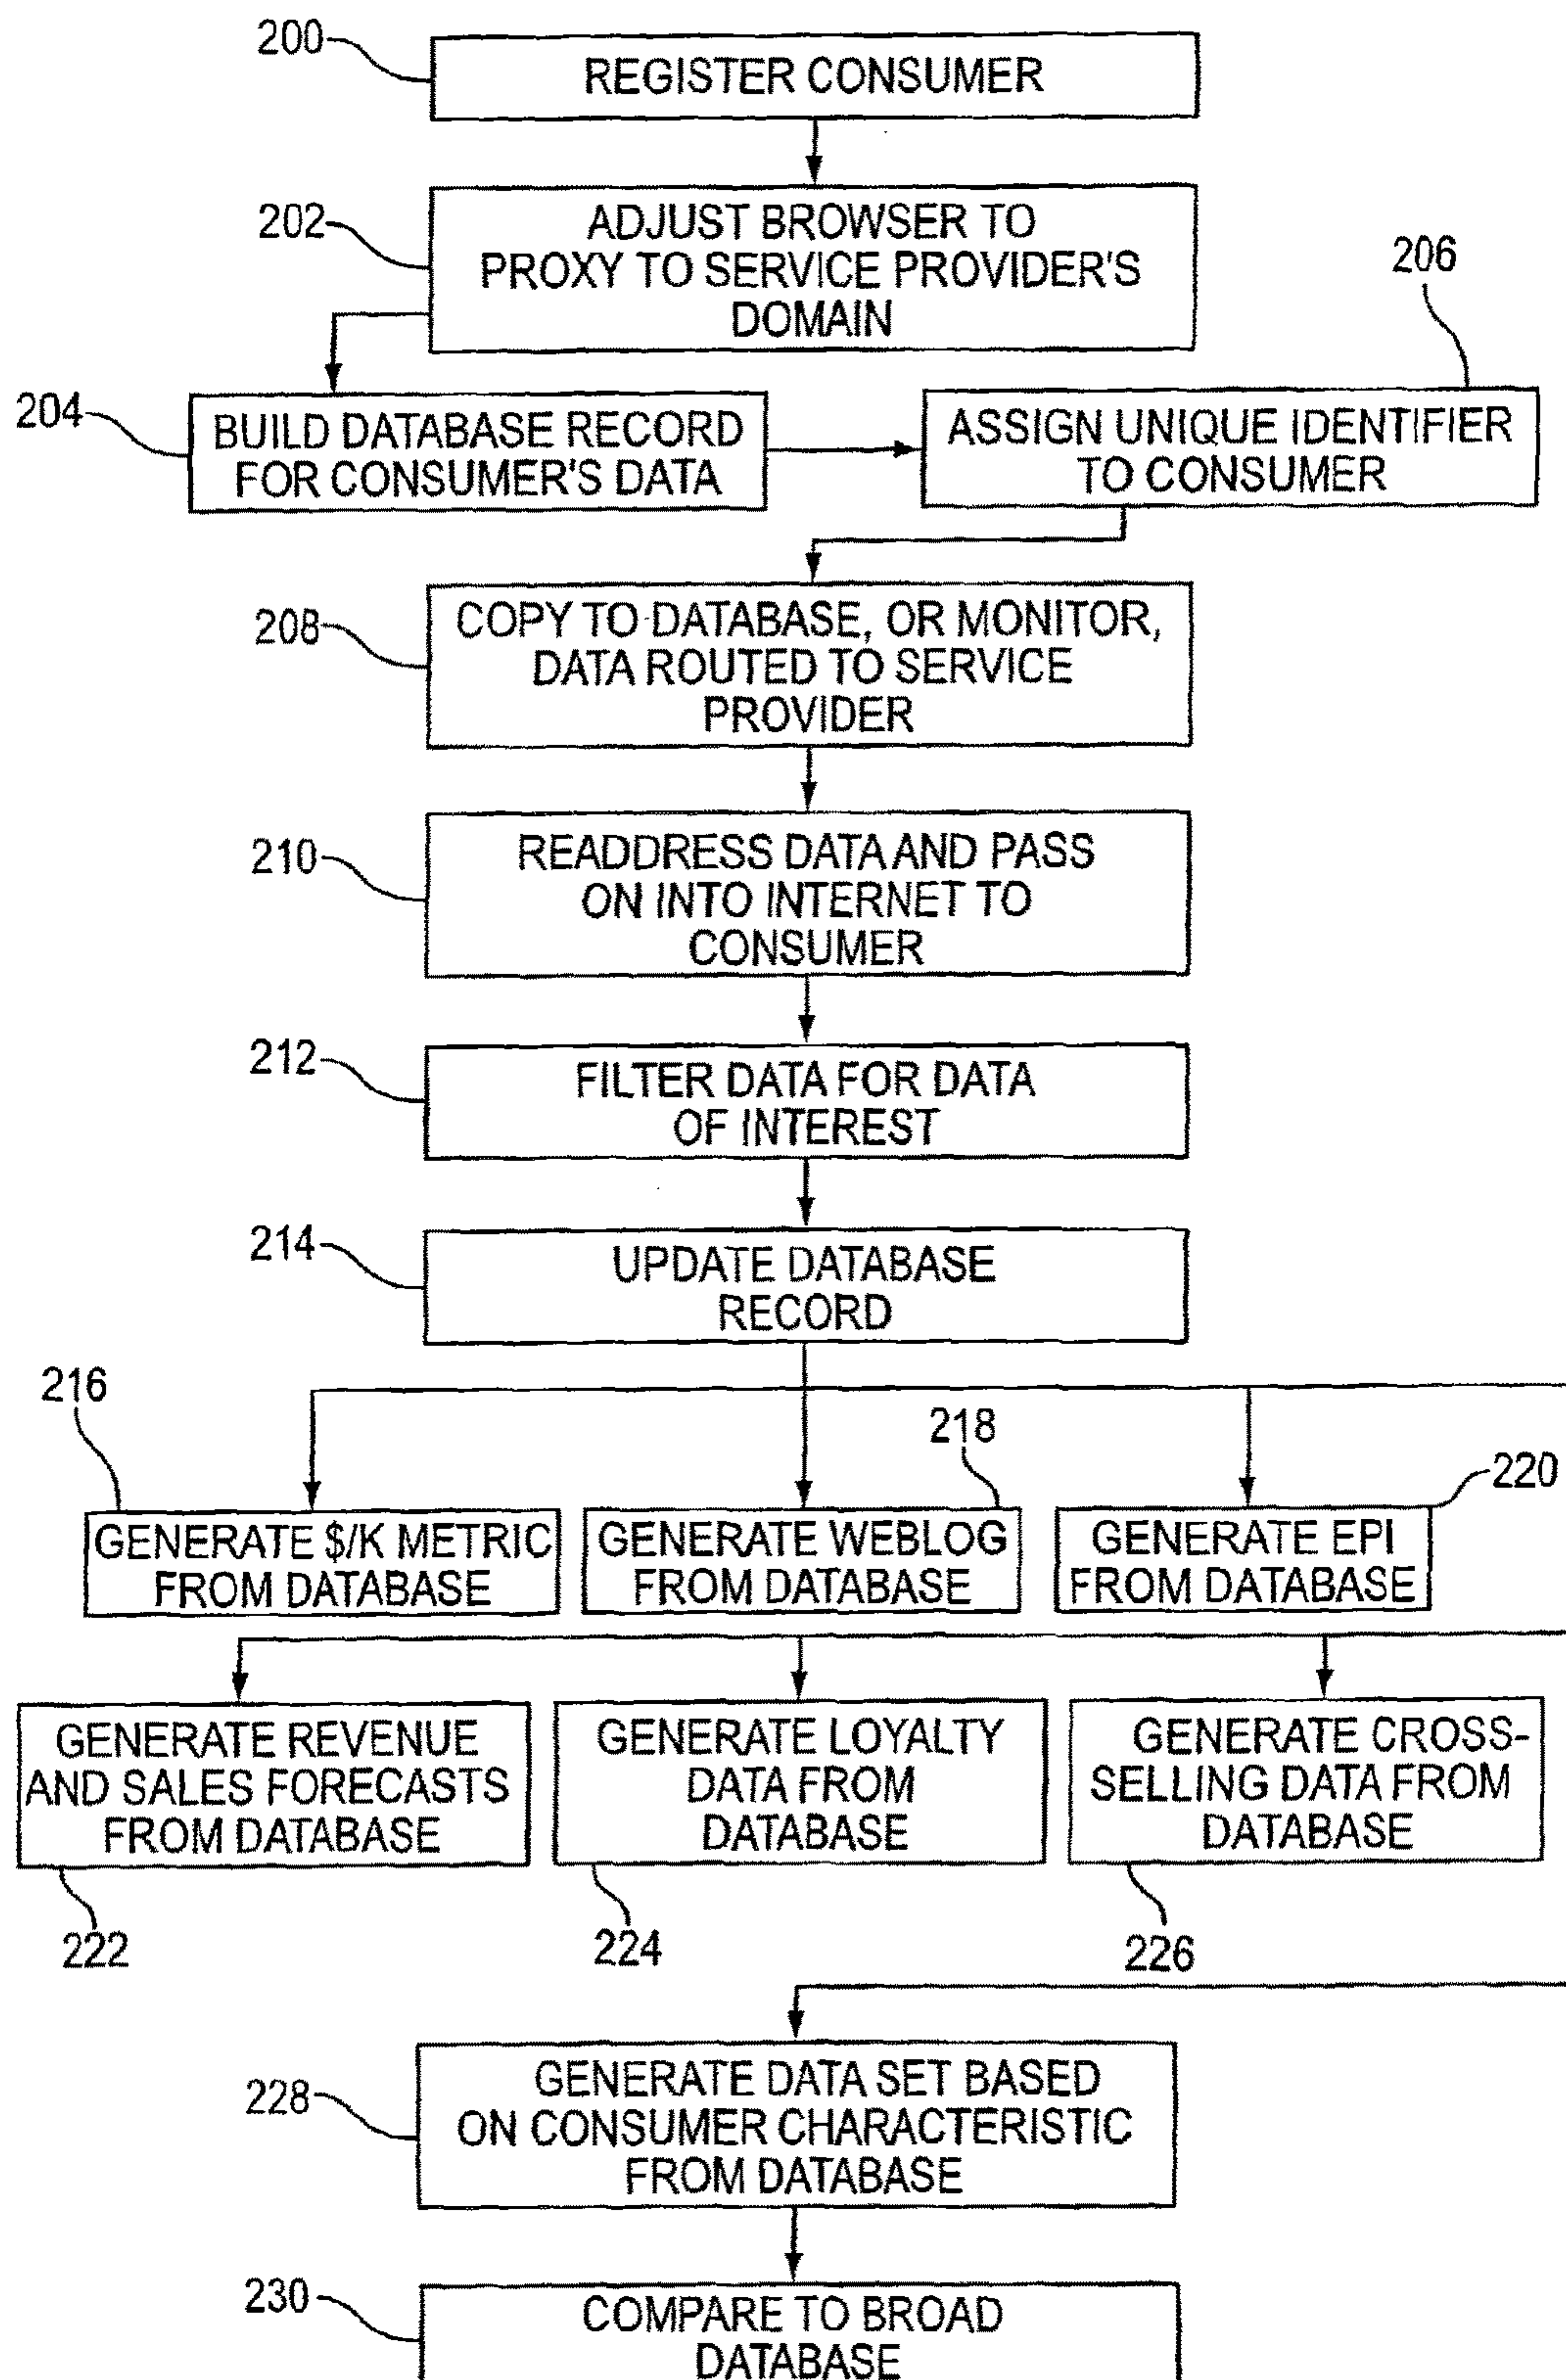 200
REGISTER CONSUMER
202
ADJUST BROWSER TO
PROXY TO SERVICE PROVIDER'S
DOMAIN
206
204
BUILD DATABASE RECORD
FOR CONSUMER'S DATA
ASSIGN UNIQUE IDENTIFIER
TO CONSUMER
208
COPY TO DATABASE, OR MONITOR,
DATA ROUTED TO SERVICE
PROVIDER
210
READDRESS DATA AND PASS
ON INTO INTERNET TO
CONSUMER
212
FILTER DATA FOR DATA
OF INTEREST
214
UPDATE DATABASE
RECORD
216
218
220
GENERATE $/K METRIC
FROM DATABASE
GENERATE WEBLOG
FROM DATABASE
GENERATE EPI
FROM DATABASE
GENERATE REVENUE
AND SALES FORECASTS
FROM DATABASE
GENERATE LOYALTY
DATA FROM
DATABASE
GENERATE CROSS-
SELLING DATA FROM
DATABASE
222
224
226
228
GENERATE DATA SET BASED
ON CONSUMER CHARACTERISTIC
FROM DATABASE
230
COMPARE TO BROAD
DATABASE